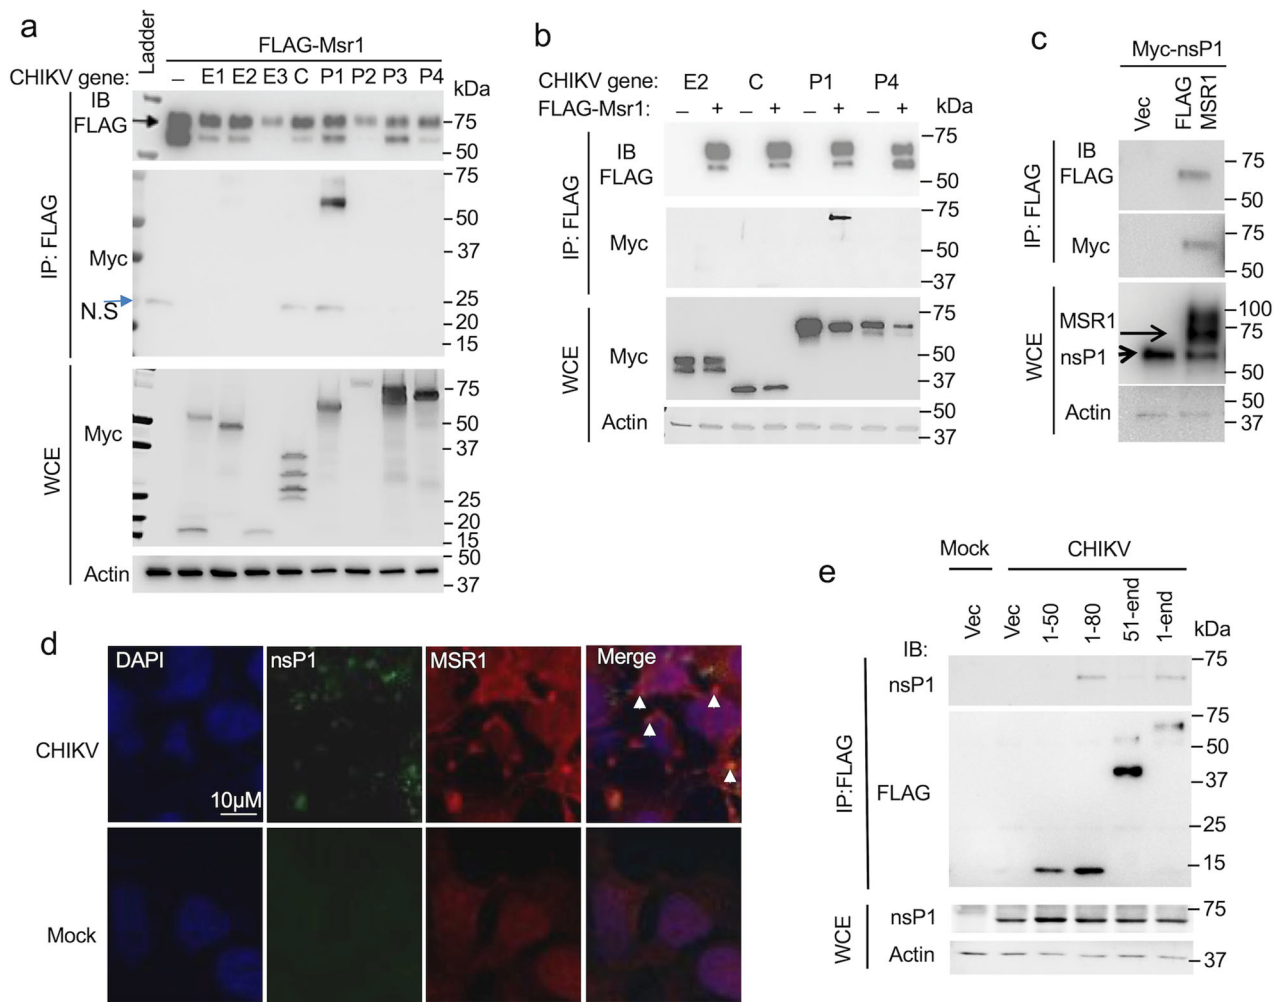 a
Ladder
FLAG-Msr1
CHIKV gene: – E1 E2 E3 C P1 P2 P3 P4
kDa
IP: FLAG
IB
FLAG
75
50
Myc
N.S
75
50
37
25
20
15
WCE
Myc
75
50
37
25
20
15
Actin
50
37
b
CHIKV gene: E2 C P1 P4
FLAG-Msr1: – + – + – + – +
kDa
IP: FLAG
IB
FLAG
75
50
Myc
75
50
37
WCE
Myc
75
50
37
Actin
50
37
c
Myc-nsP1
Vec
FLAG
MSR1
IP: FLAG
IB
FLAG
75
50
Myc
75
50
WCE
MSR1
nsP1
100
75
50
Actin
50
37
d
DAPI nsP1 MSR1 Merge
CHIKV
10µM
Mock
e
Mock CHIKV
Vec Vec 1-50 1-80 51-end 1-end
kDa
IB:
IP:FLAG
nsP1
75
FLAG
75
50
37
25
15
WCE
nsP1
75
Actin
37